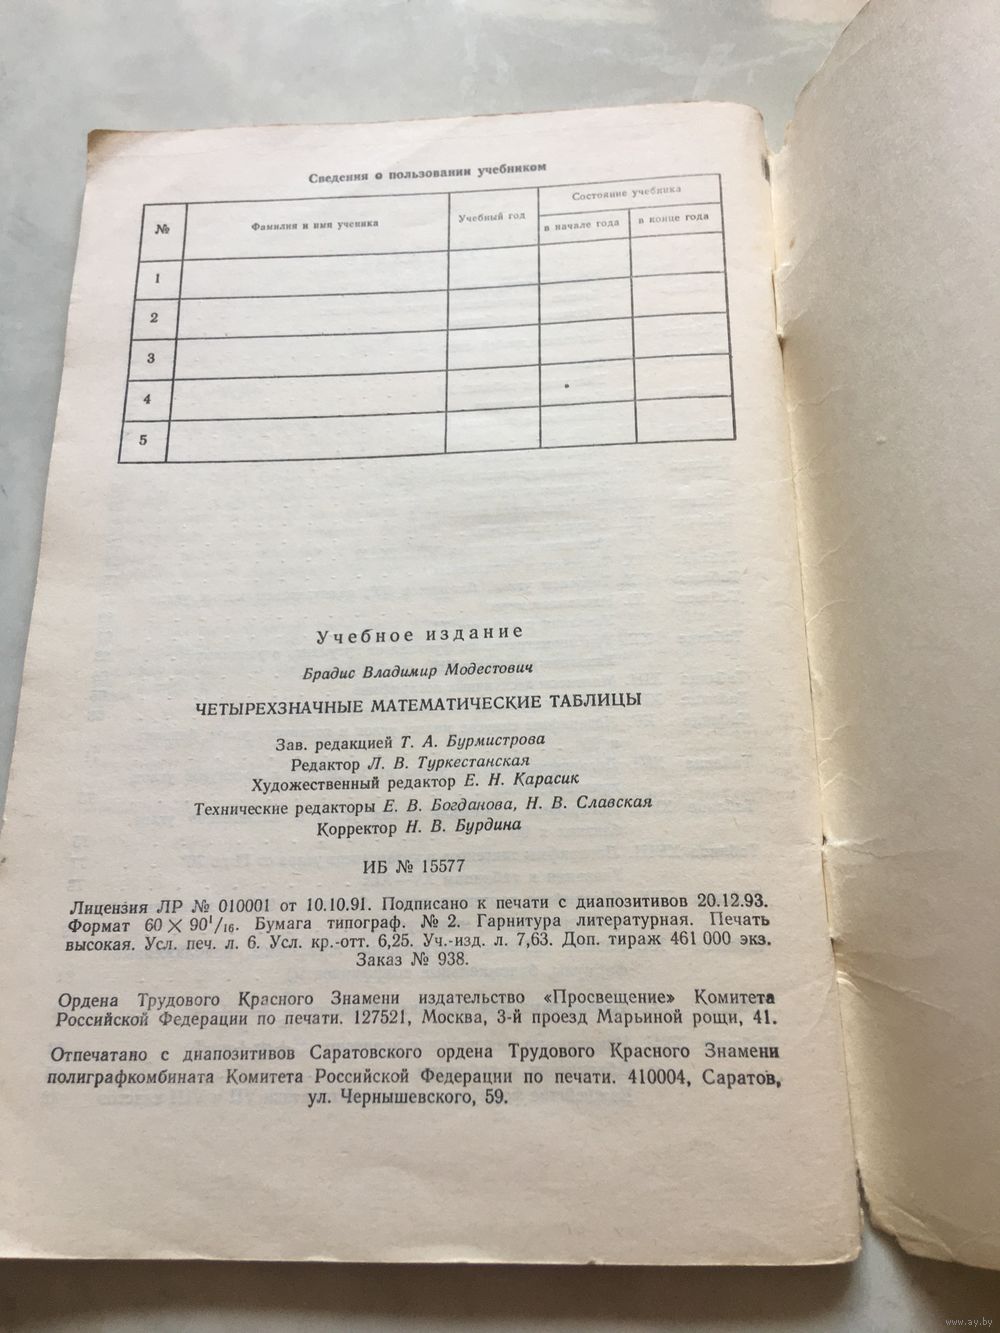 Сведения о пользовании учебником
№ Фамилия и имя ученика Учебный год Состояние учебника
в начале года в конце года
1
2
3
4
5
Учебное издание
Брадис Владимир Модестович
ЧЕТЫРЕХЗНАЧНЫЕ МАТЕМАТИЧЕСКИЕ ТАБЛИЦЫ
Зав. редакцией Т. А. Бурмистрова
Редактор Л. В. Туркестанская
Художественный редактор Е. Н. Карасик
Технические редакторы Е. В. Богданова, Н. В. Славская
Корректор Н. В. Бурдина
ИБ № 15577
Лицензия ЛР № 010001 от 10.10.91. Подписано к печати с диапозитивов 20.12.93.
Формат 60 × 90¹/₁₆. Бумага типограф. № 2. Гарнитура литературная. Печать
высокая. Усл. печ. л. 6. Усл. кр.-отт. 6,25. Уч.-изд. л. 7,63. Доп. тираж 461 000 экз.
Заказ № 938.
Ордена Трудового Красного Знамени издательство «Просвещение» Комитета
Российской Федерации по печати. 127521, Москва, 3-й проезд Марьиной рощи, 41.
Отпечатано с диапозитивов Саратовского ордена Трудового Красного Знамени
полиграфкомбината Комитета Российской Федерации по печати. 410004, Саратов,
ул. Чернышевского, 59.
www.ay.by